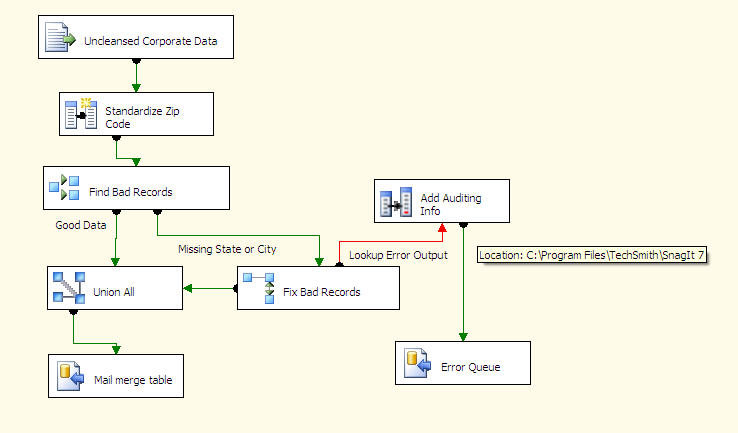 Uncleansed Corporate Data
Standardize Zip
Code
Find Bad Records
Add Auditing
Info
Good Data
Missing State or City
Lookup Error Output
Location: C:\Program Files\TechSmith\SnagIt 7
Union All
Fix Bad Records
Mail merge table
Error Queue